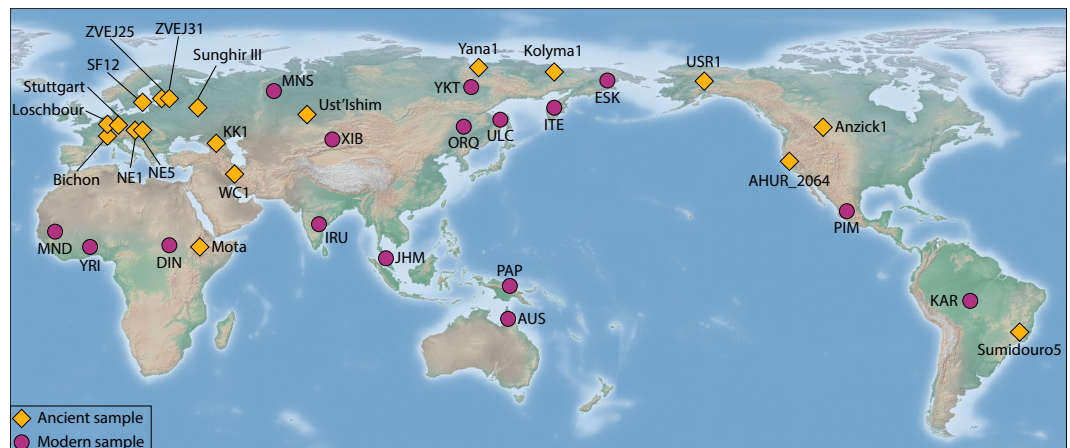 ZVEJ25
ZVEJ31
SF12
Sunghir III
Stuttgart
Loschbour
MNS
Yana1
Kolyma1
YKT
ESK
USR1
Ust'Ishim
ITE
KK1
XIB
ORQ
ULC
Anzick1
Bichon
NE1
NE5
WC1
AHUR_2064
MND
YRI
DIN
Mota
IRU
JHM
PIM
PAP
AUS
KAR
Sumidouro5
Ancient sample
Modern sample